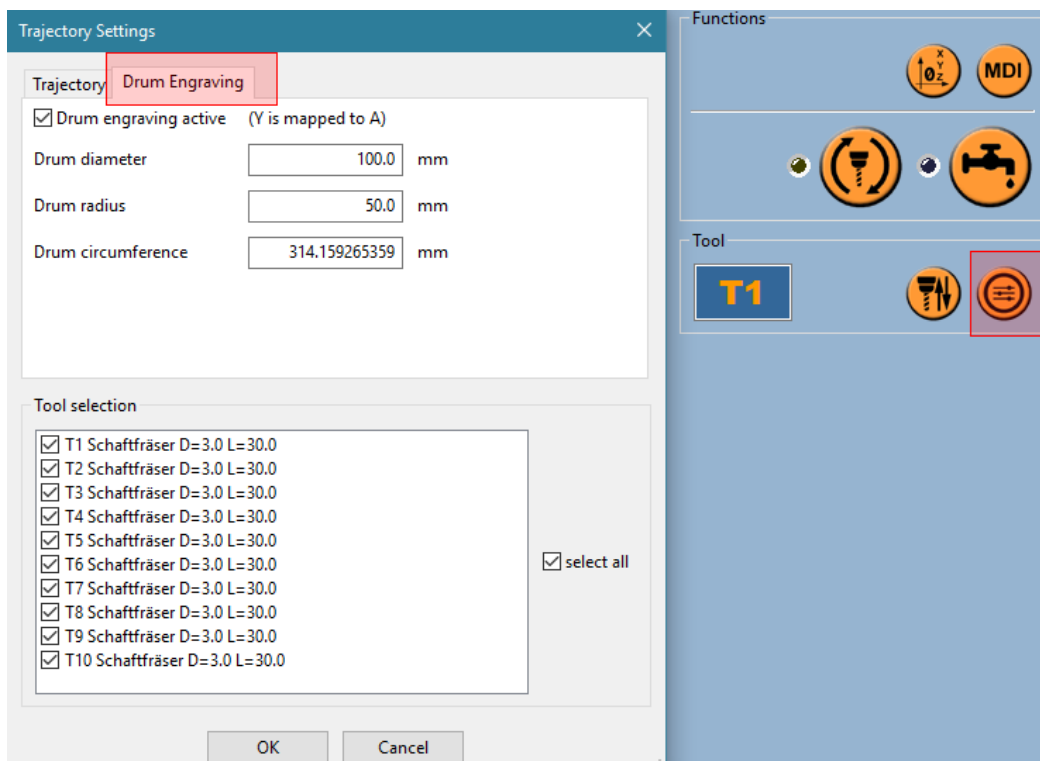 Trajectory Settings
Trajectory
Drum Engraving
Drum engraving active (Y is mapped to A)
Drum diameter 100.0 mm
Drum radius 50.0 mm
Drum circumference 314.159265359 mm
Tool selection
T1 Schaftfräser D=3.0 L=30.0
T2 Schaftfräser D=3.0 L=30.0
T3 Schaftfräser D=3.0 L=30.0
T4 Schaftfräser D=3.0 L=30.0
T5 Schaftfräser D=3.0 L=30.0
T6 Schaftfräser D=3.0 L=30.0
T7 Schaftfräser D=3.0 L=30.0
T8 Schaftfräser D=3.0 L=30.0
T9 Schaftfräser D=3.0 L=30.0
T10 Schaftfräser D=3.0 L=30.0
select all
OK Cancel
Functions
X
Y
0 Z
MDI
Tool
T1